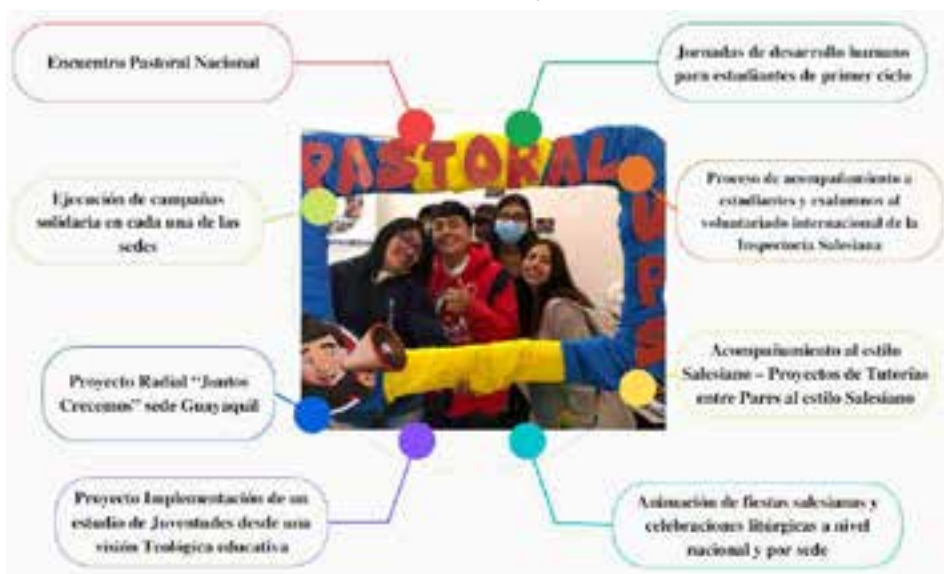 Encuentro Pastoral Nacional
Jornadas de desarrollo humano
para estudiantes de primer ciclo
PASTORAL
UPS
Ejecución de campañas
solidaria en cada una de las
sedes
Proceso de acompañamiento a
estudiantes y exalumnos al
voluntariado internacional de la
Inspectoría Salesiana
Proyecto Radial “Juntos
Crecemos” sede Guayaquil
Acompañamiento al estilo
Salesiano – Proyectos de Tutorías
entre Pares al estilo Salesiano
Proyecto Implementación de un
estudio de Juventudes desde una
visión Teológica educativa
Animación de fiestas salesianas y
celebraciones litúrgicas a nivel
nacional y por sede